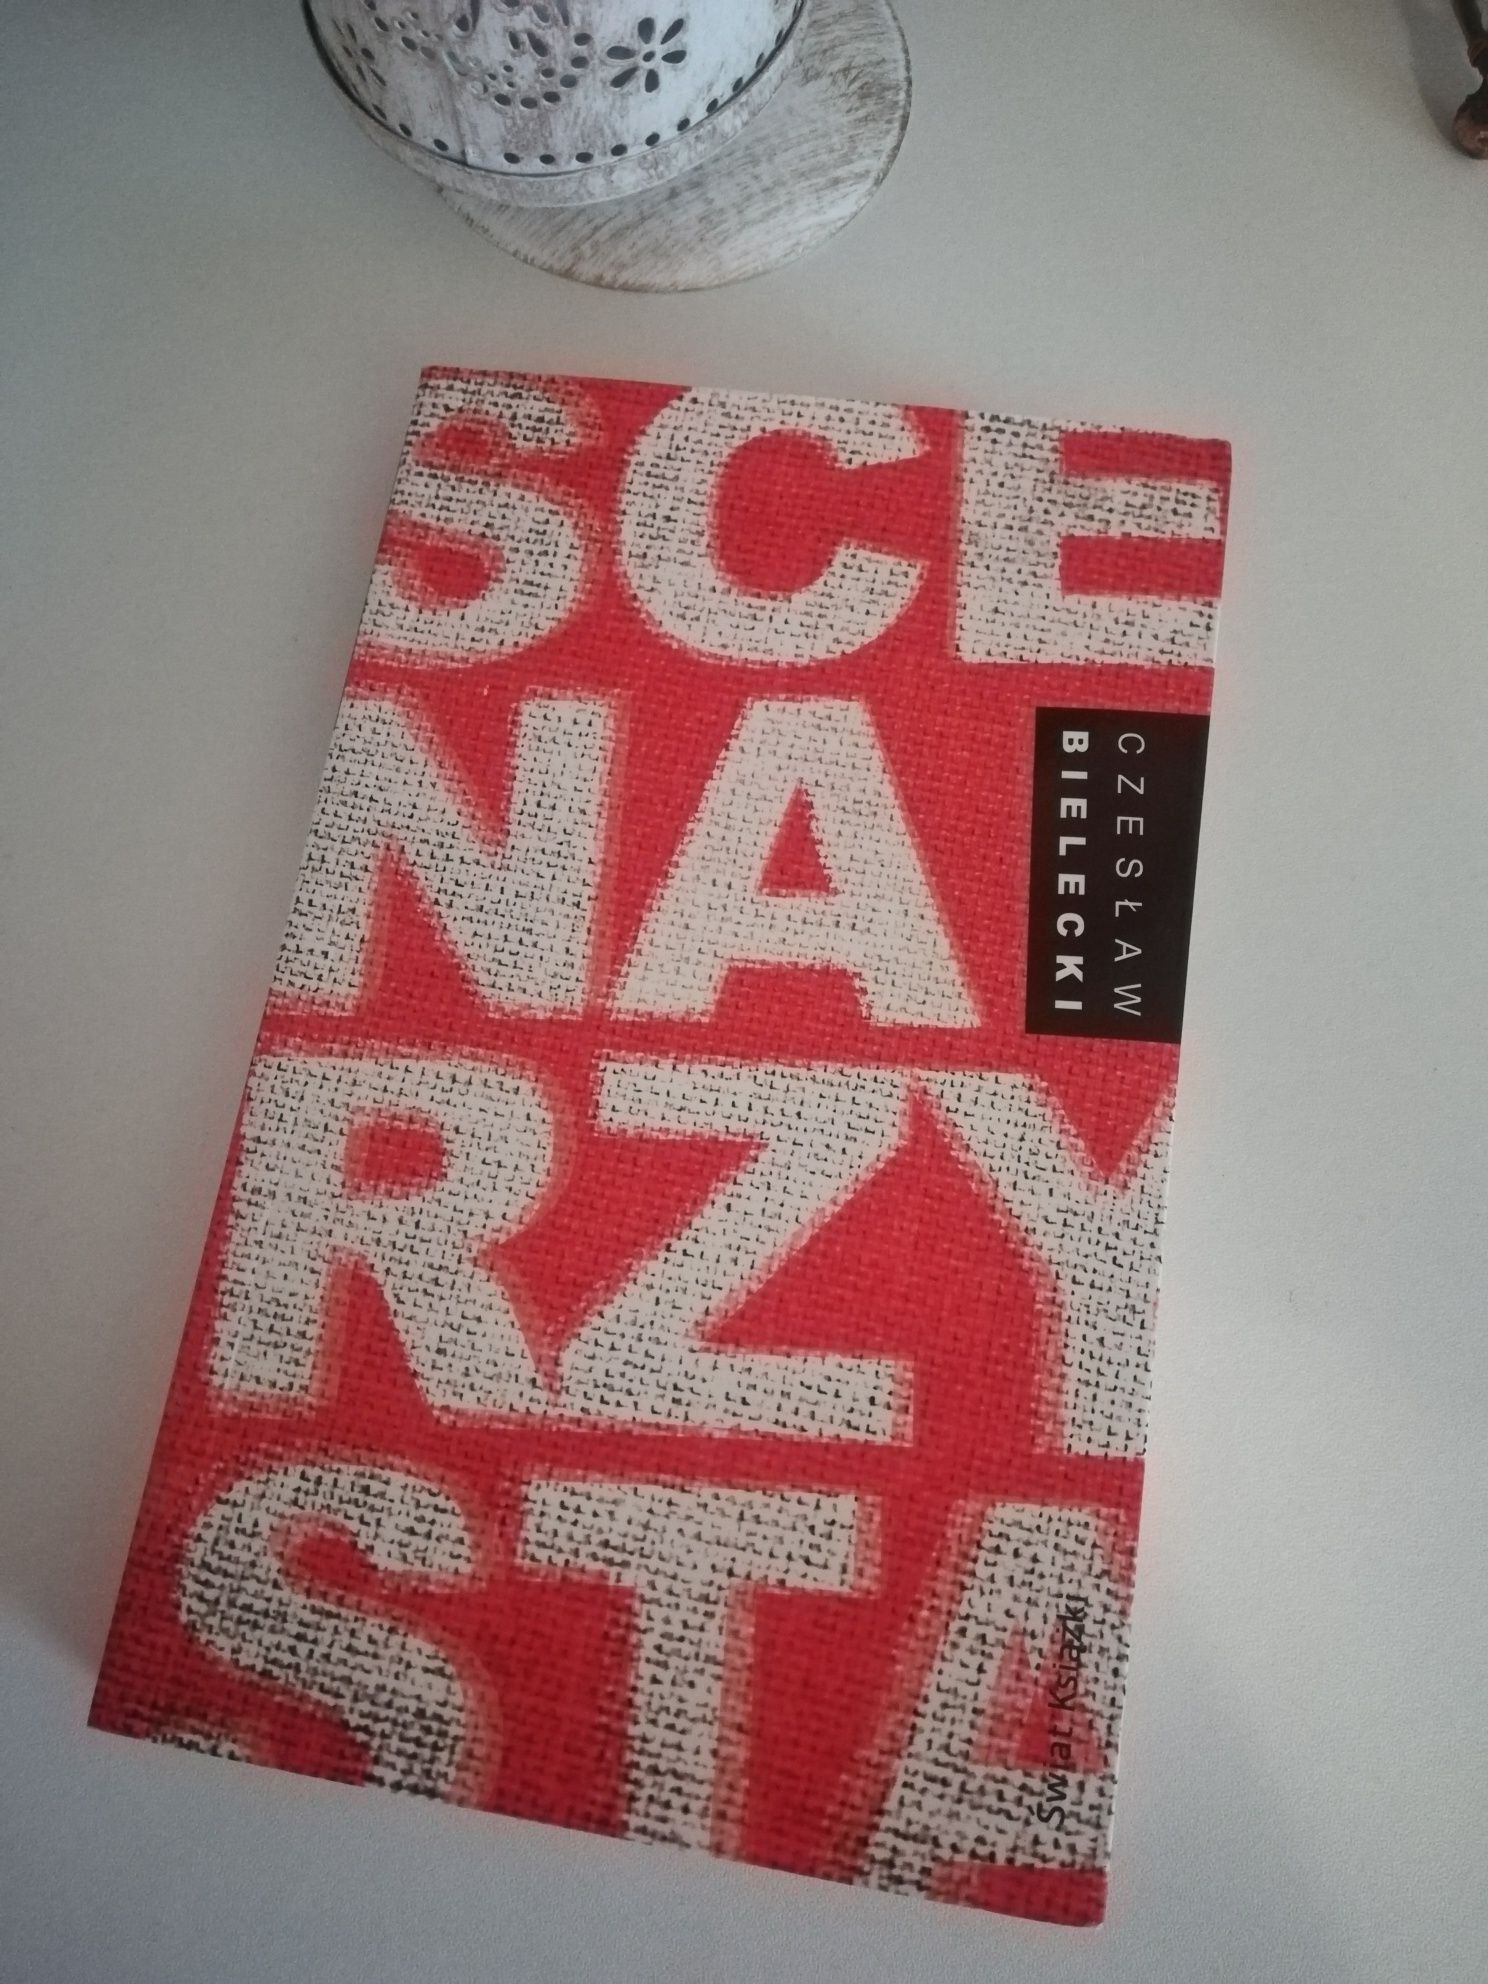 SCE
NA
RZY
STA
CZESŁAW
BIELECKI
Świat Książki